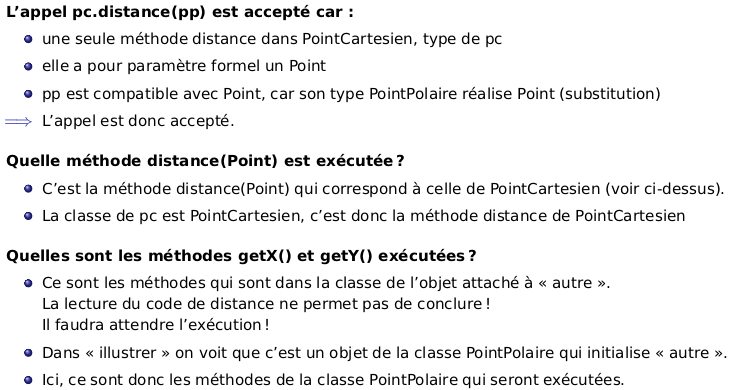 L'appel pc.distance(pp) est accepté car :
une seule méthode distance dans PointCartesien, type de pc
elle a pour paramètre formel un Point
pp est compatible avec Point, car son type PointPolaire réalise Point (substitution)
⟹ L'appel est donc accepté.
Quelle méthode distance(Point) est exécutée ?
C'est la méthode distance(Point) qui correspond à celle de PointCartesien (voir ci-dessus).
La classe de pc est PointCartesien, c'est donc la méthode distance de PointCartesien
Quelles sont les méthodes getX() et getY() exécutées ?
Ce sont les méthodes qui sont dans la classe de l'objet attaché à « autre ».
La lecture du code de distance ne permet pas de conclure !
Il faudra attendre l'exécution !
Dans « illustrer » on voit que c'est un objet de la classe PointPolaire qui initialise « autre ».
Ici, ce sont donc les méthodes de la classe PointPolaire qui seront exécutées.